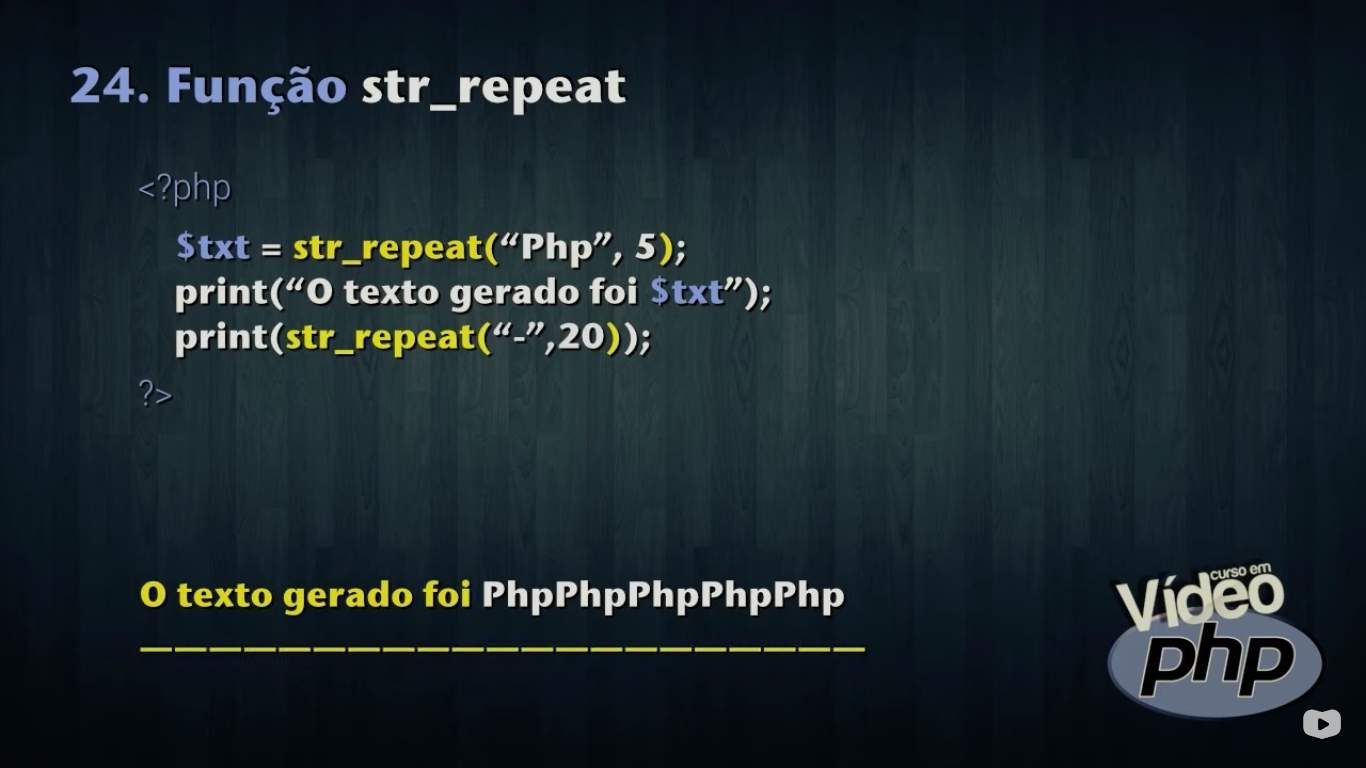 24. Função str_repeat
<?php
$txt = str_repeat(“Php”, 5);
print(“O texto gerado foi $txt”);
print(str_repeat(“-”,20));
?>
O texto gerado foi PhpPhpPhpPhpPhp
—————————————————————
curso em
Vídeo
php